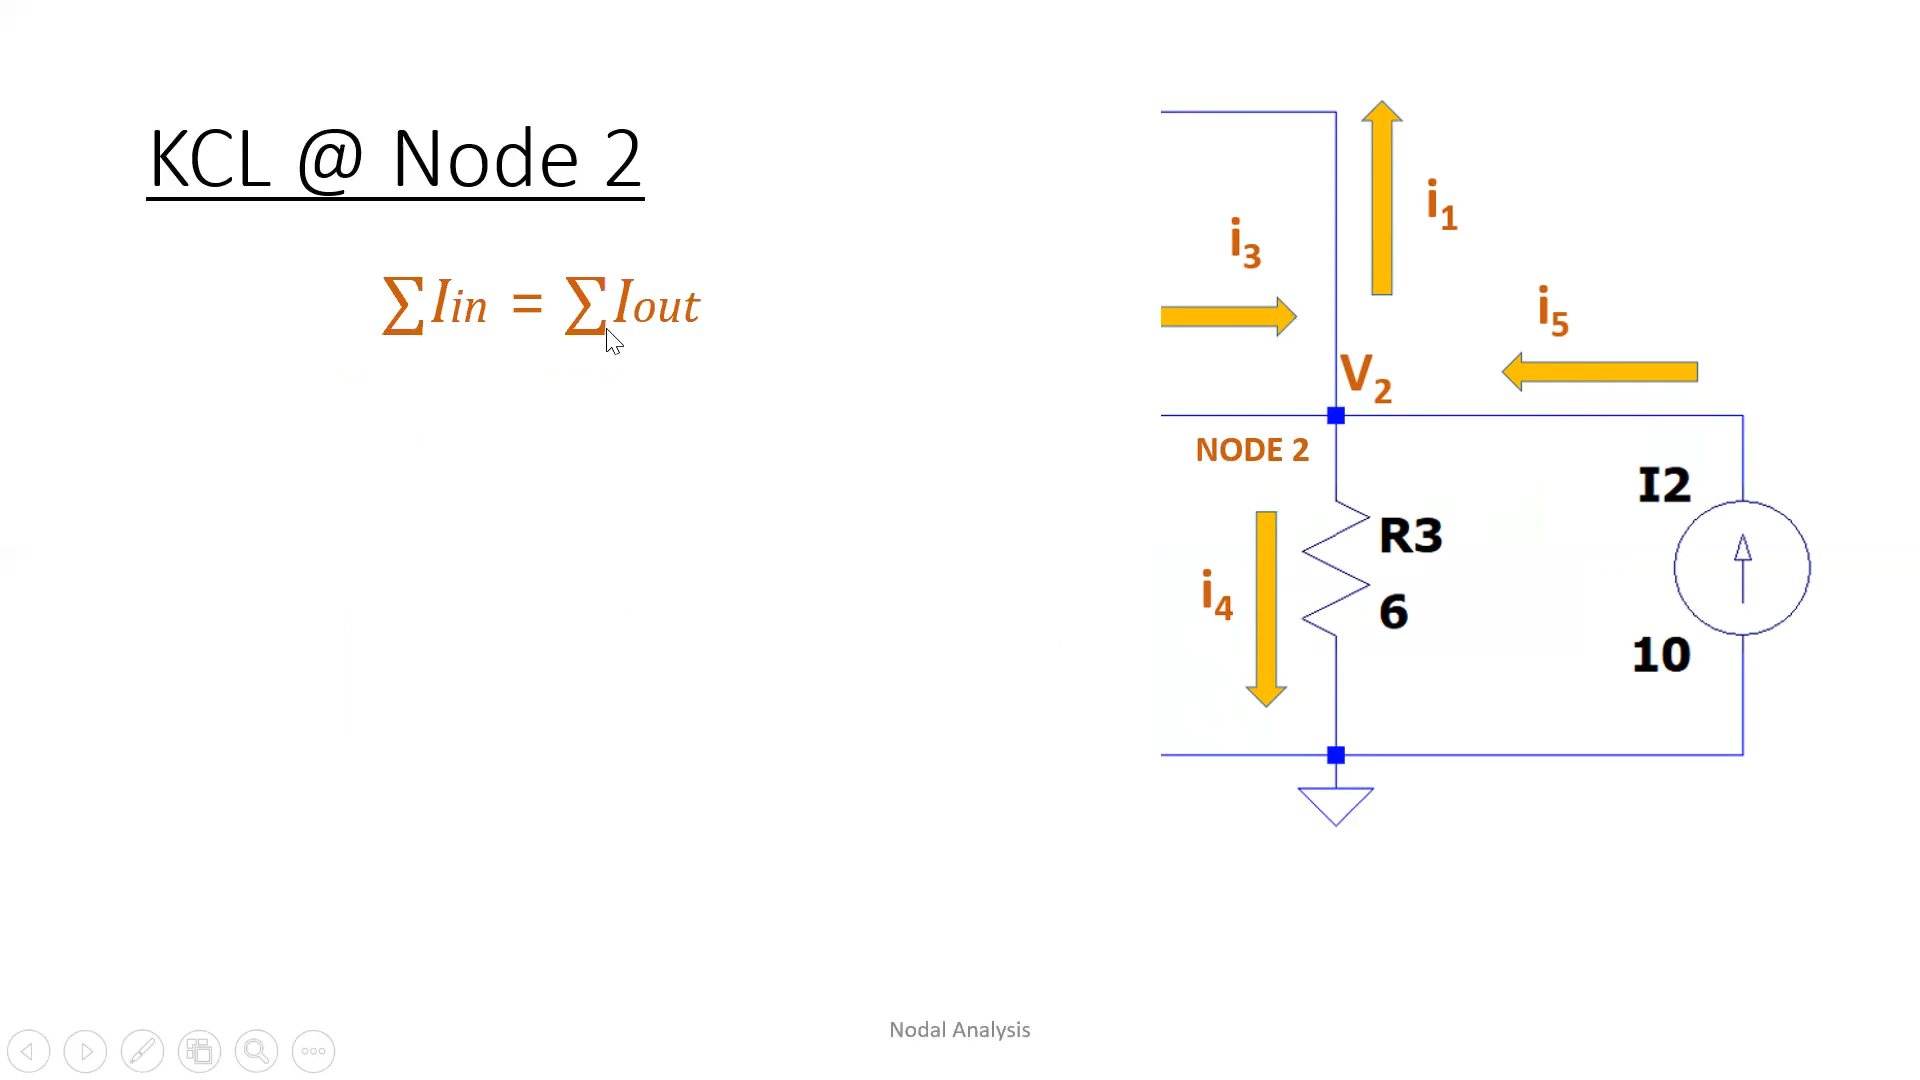 KCL @ Node 2
∑Iin = ∑Iout
i₁
i₃
i₅
V₂
NODE 2
I2
R3
i₄
6
10
Nodal Analysis